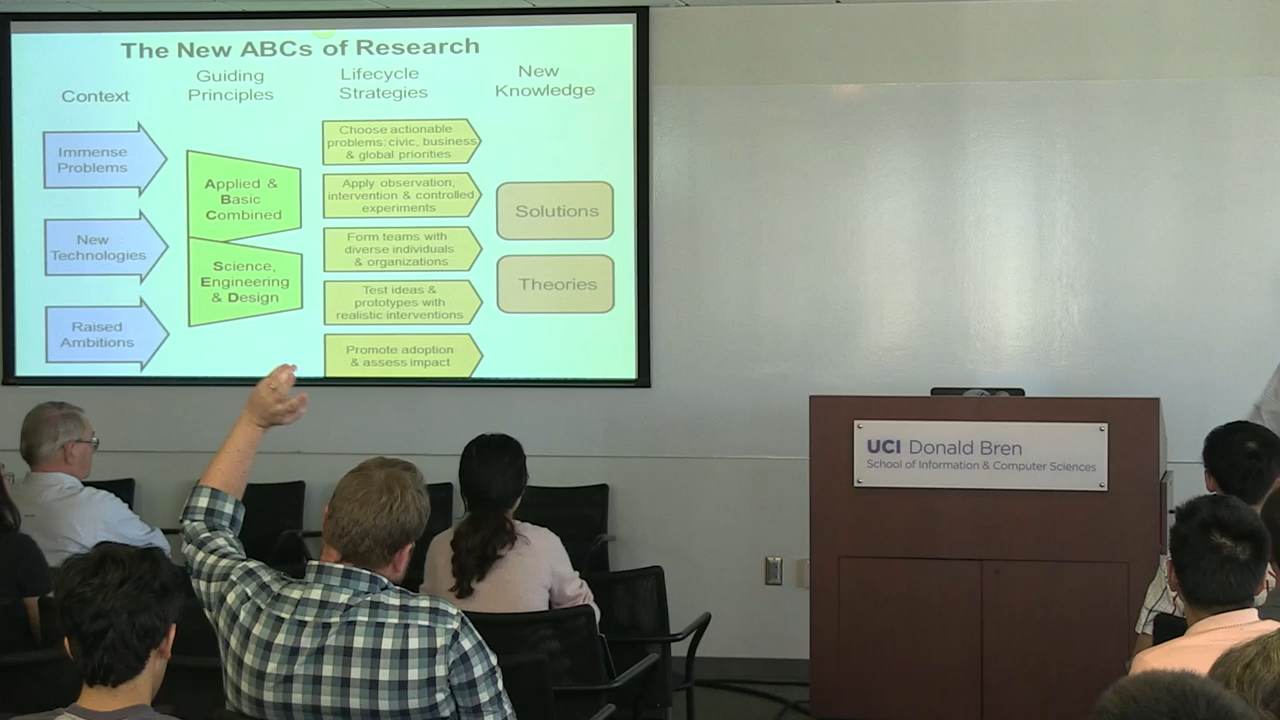 The New ABCs of Research
Context
Guiding
Principles
Lifecycle
Strategies
New
Knowledge
Immense
Problems
New
Technologies
Raised
Ambitions
Applied &
Basic
Combined
Science,
Engineering
& Design
Choose actionable
problems: civic, business
& global priorities
Apply observation,
intervention & controlled
experiments
Form teams with
diverse individuals
& organizations
Test ideas &
prototypes with
realistic interventions
Promote adoption
& assess impact
Solutions
Theories
UCI Donald Bren
School of Information & Computer Sciences